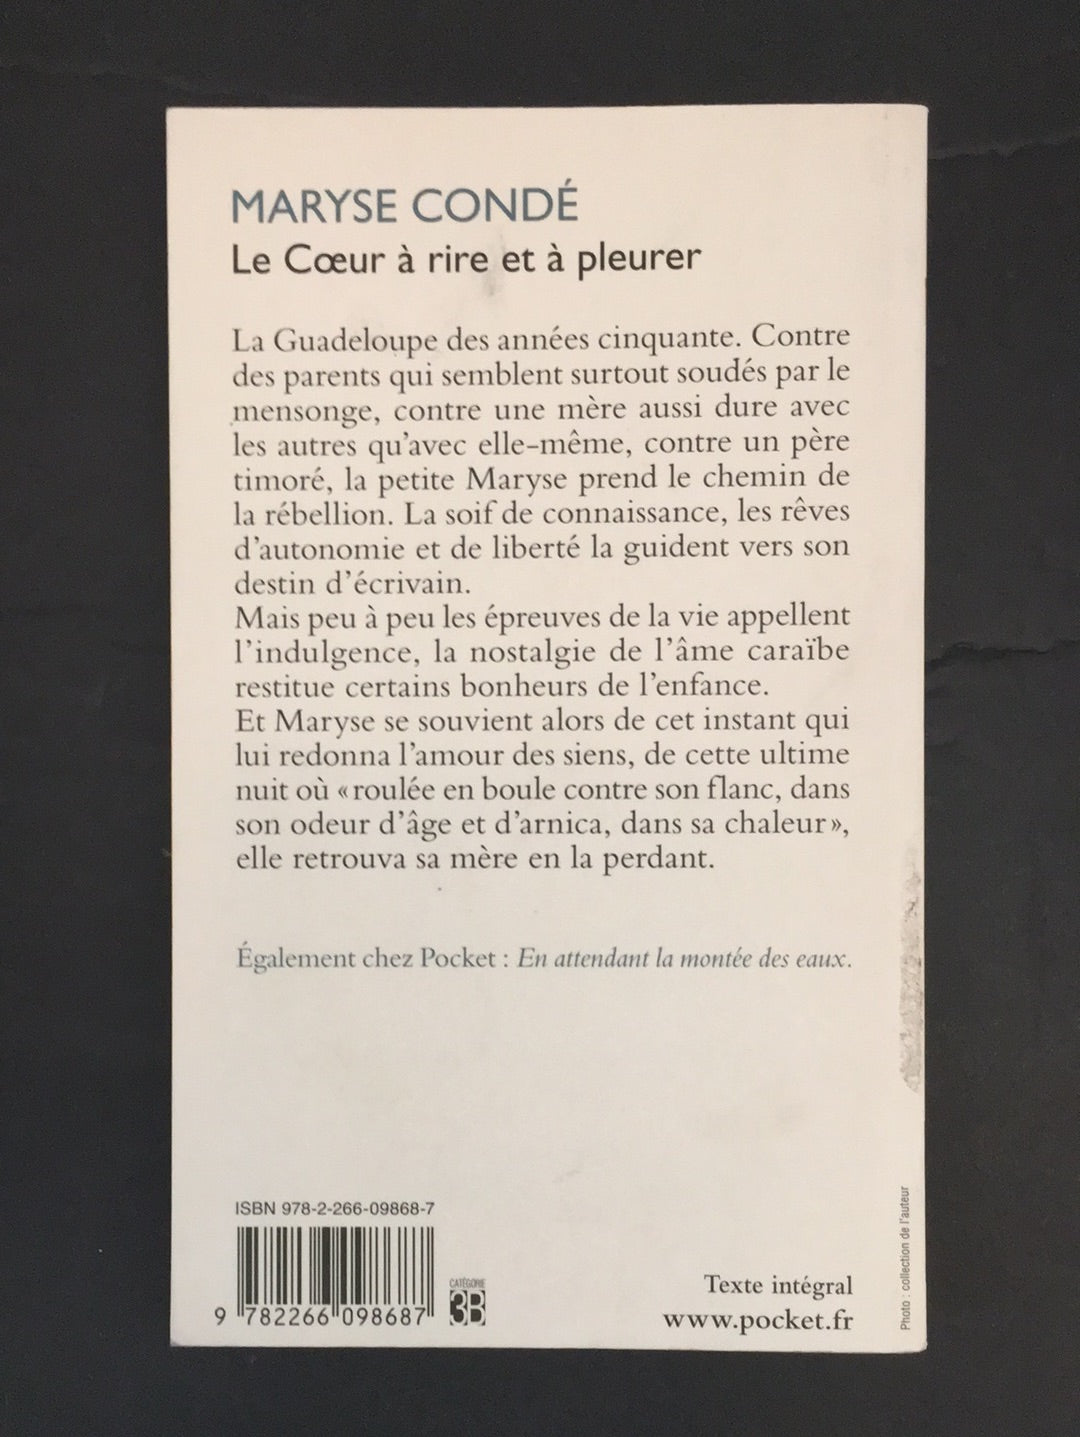 MARYSE CONDÉ
Le Cœur à rire et à pleurer
La Guadeloupe des années cinquante. Contre
des parents qui semblent surtout soudés par le
mensonge, contre une mère aussi dure avec
les autres qu'avec elle-même, contre un père
timoré, la petite Maryse prend le chemin de
la rébellion. La soif de connaissance, les rêves
d'autonomie et de liberté la guident vers son
destin d'écrivain.
Mais peu à peu les épreuves de la vie appellent
l'indulgence, la nostalgie de l'âme caraïbe
restitue certains bonheurs de l'enfance.
Et Maryse se souvient alors de cet instant qui
lui redonna l'amour des siens, de cette ultime
nuit où « roulée en boule contre son flanc, dans
son odeur d'âge et d'arnica, dans sa chaleur »,
elle retrouva sa mère en la perdant.
Également chez Pocket : En attendant la montée des eaux.
ISBN 978-2-266-09868-7
9 782266 098687
CATÉGORIE
3B
Texte intégral
www.pocket.fr
Photo : collection de l'auteur